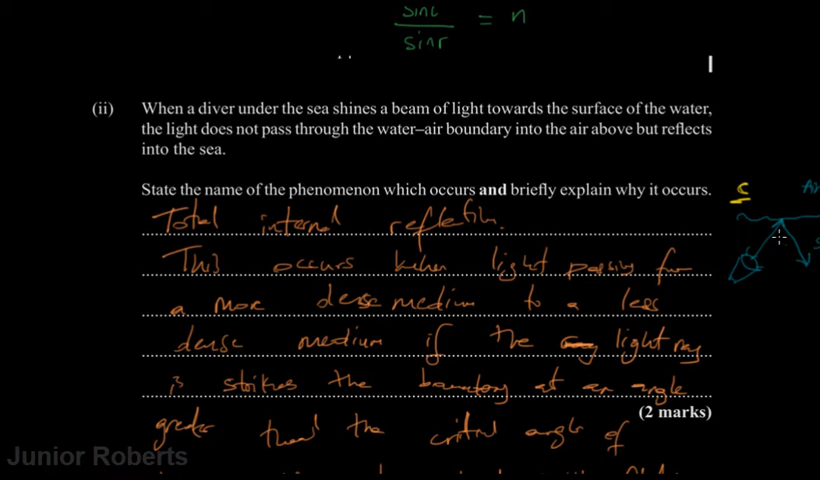 sini
sinr = n
(ii) When a diver under the sea shines a beam of light towards the surface of the water,
the light does not pass through the water–air boundary into the air above but reflects
into the sea.
State the name of the phenomenon which occurs and briefly explain why it occurs.
C
Total internal reflection.
This occurs when light passing from
a more dense medium to a less
dense medium if the light ray
is strikes the boundary at an angle
(2 marks)
greater than the critical angle of
Junior Roberts